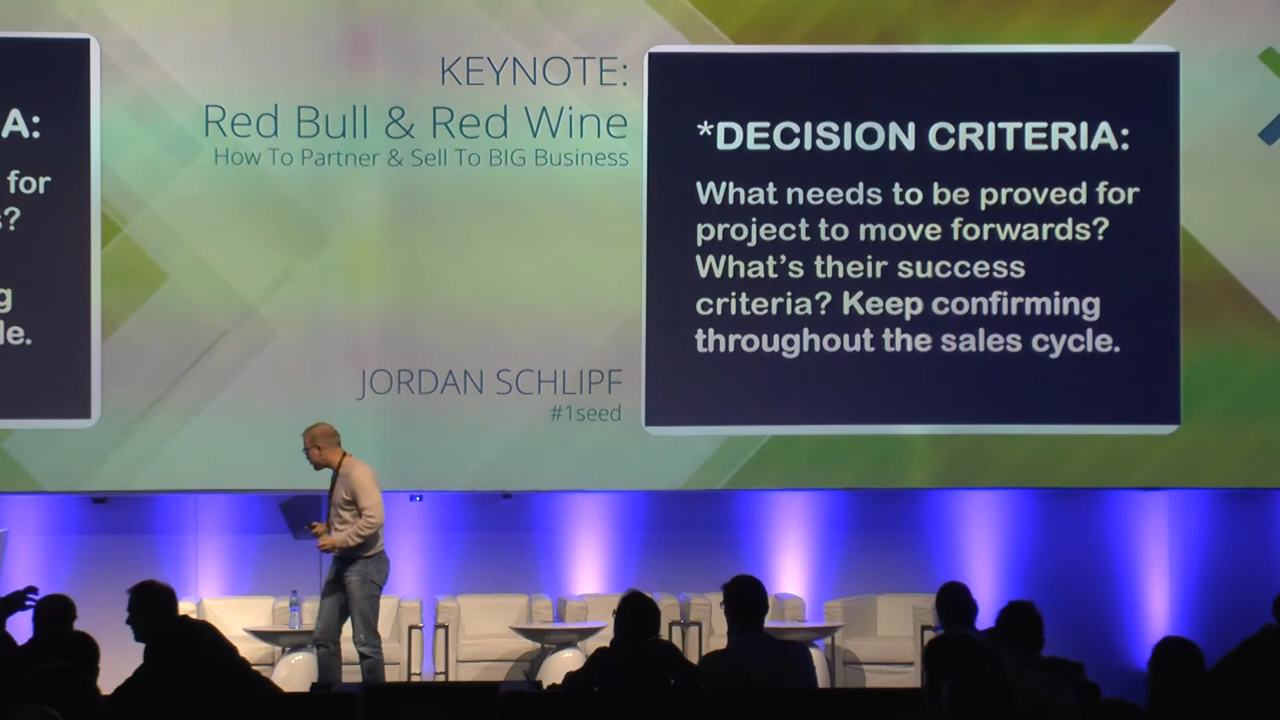 A:
for
s?
g
le.
KEYNOTE:
Red Bull & Red Wine
How To Partner & Sell To BIG Business
JORDAN SCHLIPF
#1seed
*DECISION CRITERIA:
What needs to be proved for
project to move forwards?
What's their success
criteria? Keep confirming
throughout the sales cycle.